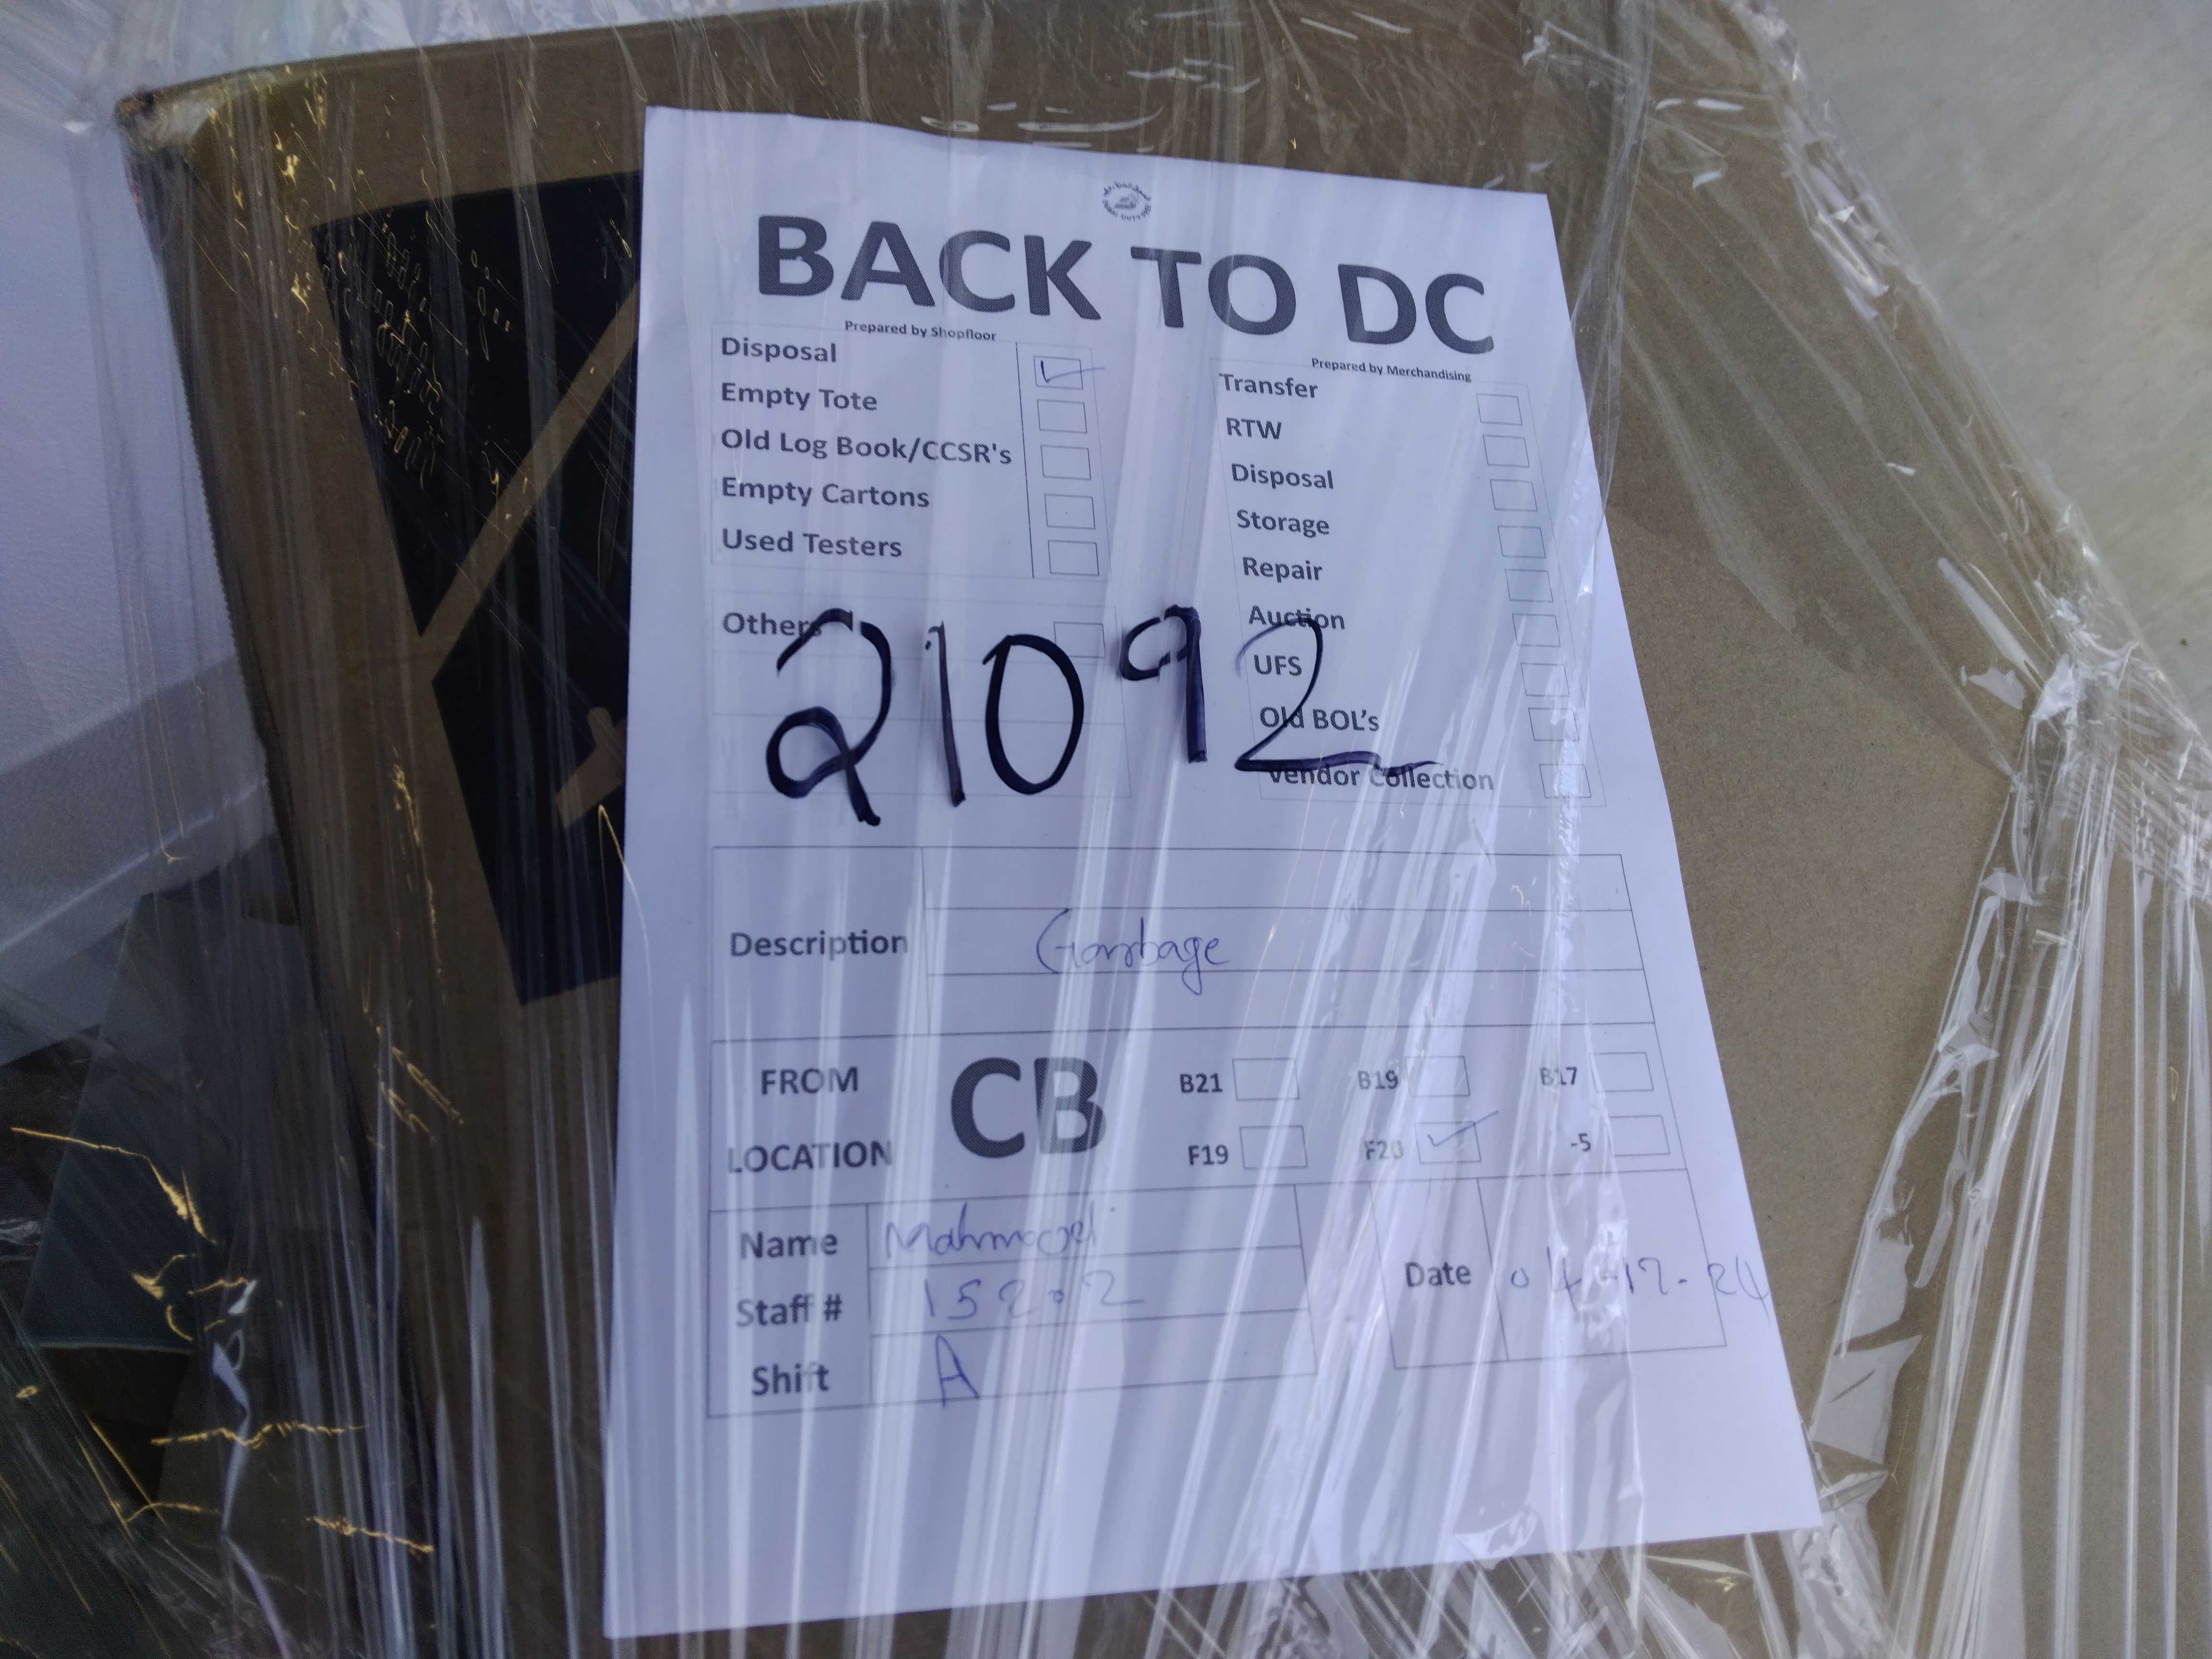 BACK TO DC
Prepared by Shopfloor
Disposal
Empty Tote
Old Log Book/CCSR's
Empty Cartons
Used Testers
Others
Prepared by Merchandising
Transfer
RTW
Disposal
Storage
Repair
Auction
UFS
Old BOL's
Vendor Collection
21092
Description Garbage
FROM LOCATION CB
B21 B19 B17
F19 F20 -5
Name Mahmood
Staff # 15202
Shift A
Date 04-12-24